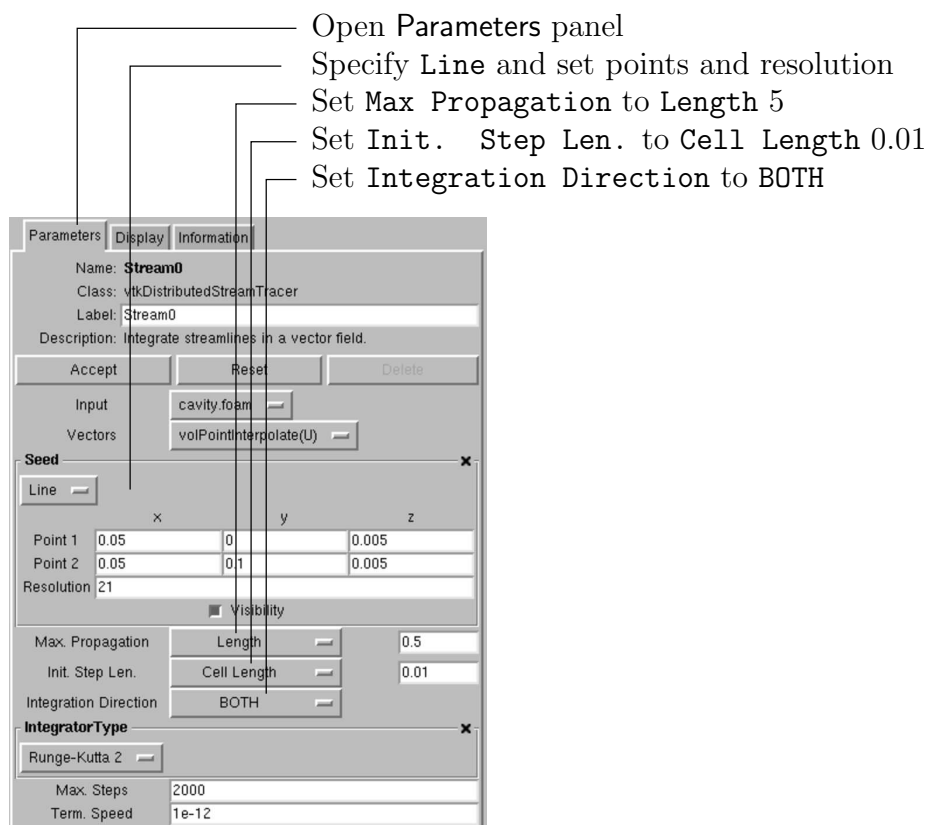 Open Parameters panel
Specify Line and set points and resolution
Set Max Propagation to Length 5
Set Init. Step Len. to Cell Length 0.01
Set Integration Direction to BOTH
Parameters Display Information
Name: Stream0
Class: vtkDistributedStreamTracer
Label: Stream0
Description: Integrate streamlines in a vector field.
Accept Reset Delete
Input cavity.foam
Vectors volPointInterpolate(U)
Seed
Line
x y z
Point 1 0.05 0 0.005
Point 2 0.05 0.1 0.005
Resolution 21
Visibility
Max. Propagation Length 0.5
Init. Step Len. Cell Length 0.01
Integration Direction BOTH
IntegratorType
Runge-Kutta 2
Max. Steps 2000
Term. Speed 1e-12